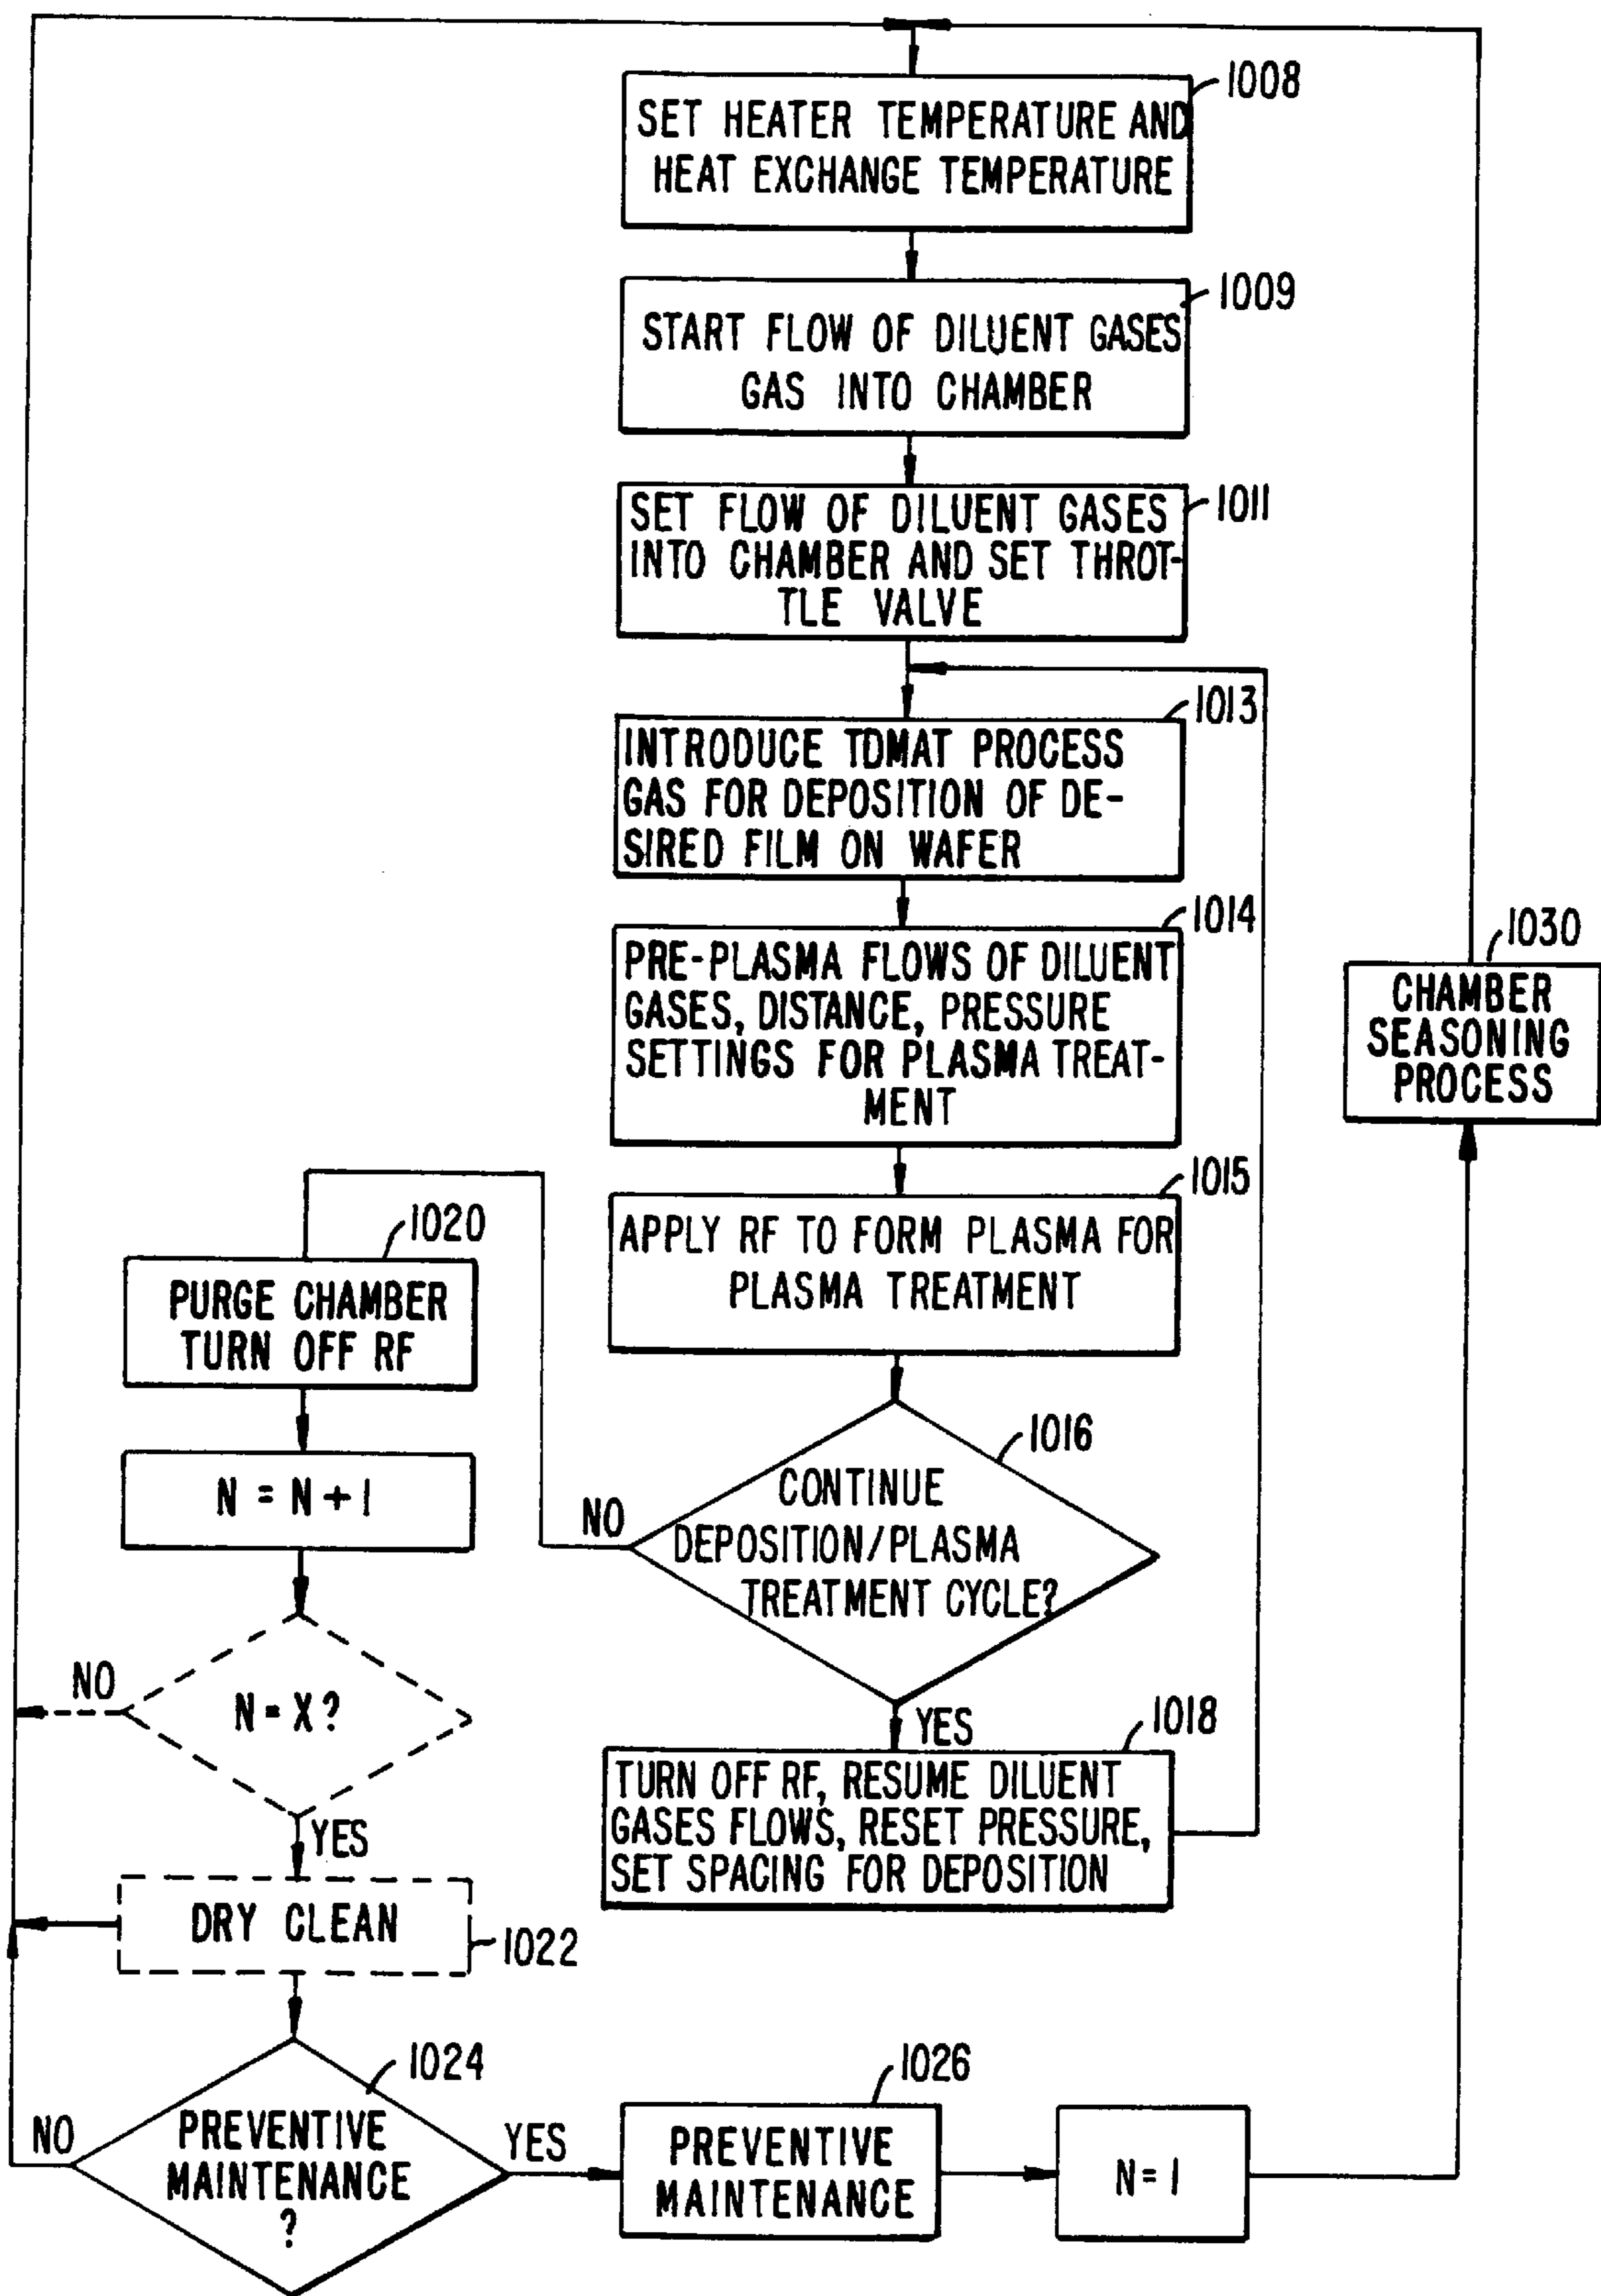 1008
SET HEATER TEMPERATURE AND
HEAT EXCHANGE TEMPERATURE
1009
START FLOW OF DILUENT GASES
GAS INTO CHAMBER
1011
SET FLOW OF DILUENT GASES
INTO CHAMBER AND SET THROT-
TLE VALVE
1013
INTRODUCE TDMAT PROCESS
GAS FOR DEPOSITION OF DE-
SIRED FILM ON WAFER
1014
PRE-PLASMA FLOWS OF DILUENT
GASES, DISTANCE, PRESSURE
SETTINGS FOR PLASMA TREAT-
MENT
1030
CHAMBER
SEASONING
PROCESS
1015
APPLY RF TO FORM PLASMA FOR
PLASMA TREATMENT
1020
PURGE CHAMBER
TURN OFF RF
N = N + 1
1016
CONTINUE
DEPOSITION/PLASMA
TREATMENT CYCLE?
NO
YES
N = X ?
NO
YES
1018
TURN OFF RF, RESUME DILUENT
GASES FLOWS, RESET PRESSURE,
SET SPACING FOR DEPOSITION
DRY CLEAN
1022
1024
PREVENTIVE
MAINTENANCE
?
NO
YES
1026
PREVENTIVE
MAINTENANCE
N = 1